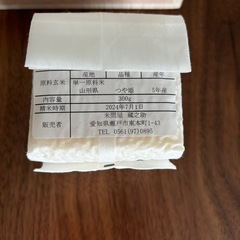 産地 品種 産年
原料玄米 単一原料米
山形県 つや姫 5年産
内容量 300g
精米時期 2024年7月1日
販売者 米問屋 蔵之助
愛知県瀬戸市東本町1-43
TEL 0561(97)0895